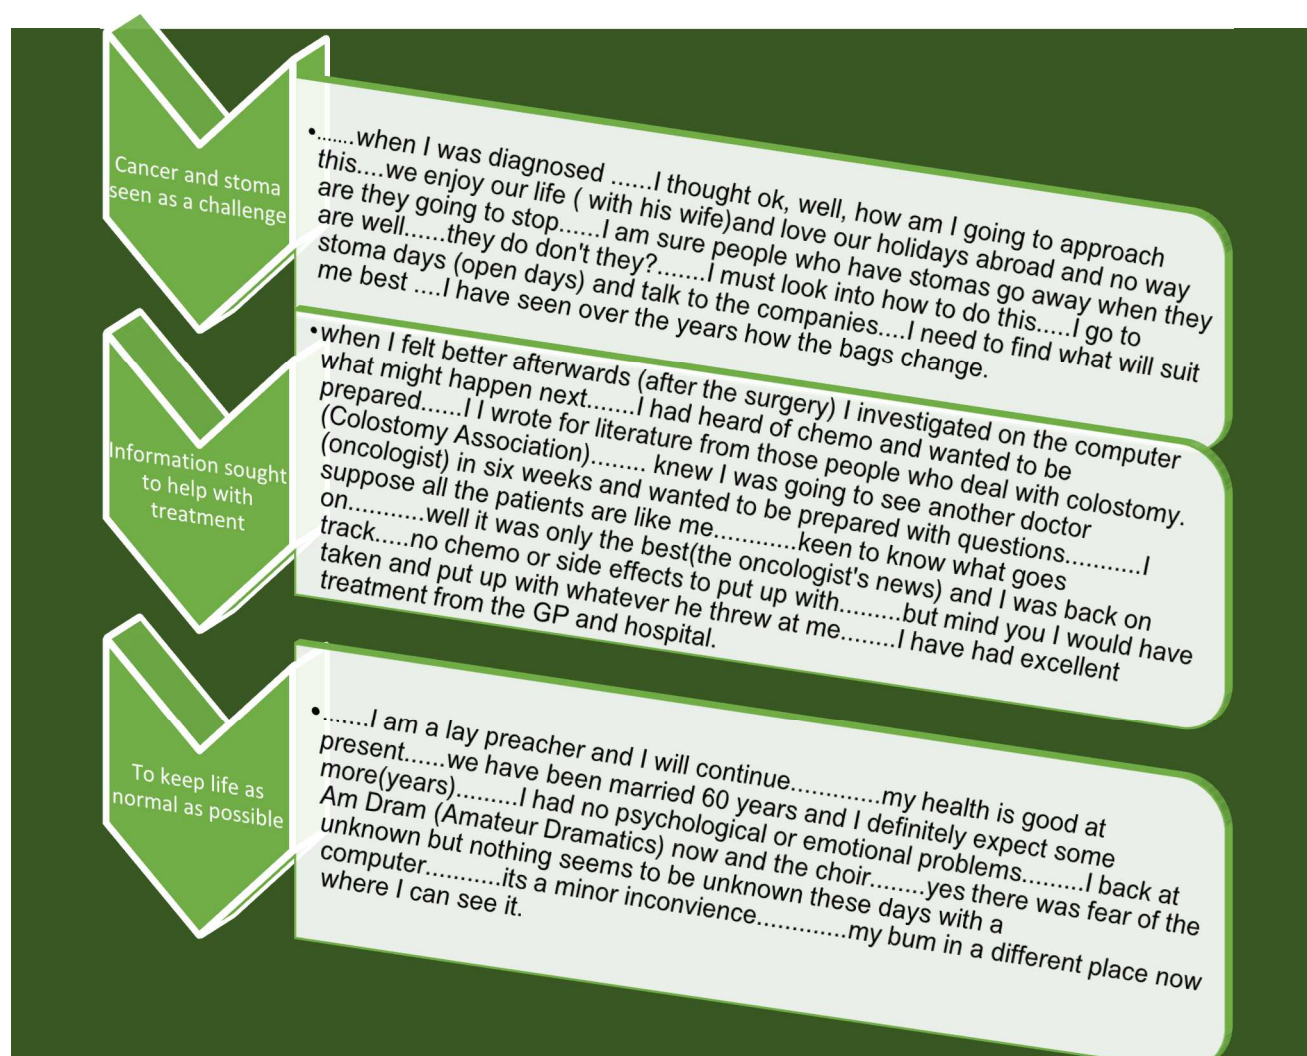 Cancer and stoma
seen as a challenge
•.......when I was diagnosed ......I thought ok, well, how am I going to approach
this....we enjoy our life ( with his wife)and love our holidays abroad and no way
are they going to stop......I am sure people who have stomas go away when they
are well......they do don't they?.......I must look into how to do this.....I go to
stoma days (open days) and talk to the companies....I need to find what will suit
me best ....I have seen over the years how the bags change.
Information sought
to help with
treatment
•when I felt better afterwards (after the surgery) I investigated on the computer
what might happen next.......I had heard of chemo and wanted to be
prepared......I I wrote for literature from those people who deal with colostomy.
(Colostomy Association)........ knew I was going to see another doctor
(oncologist) in six weeks and wanted to be prepared with questions...........I
suppose all the patients are like me............keen to know what goes
on...........well it was only the best(the oncologist's news) and I was back on
track.....no chemo or side effects to put up with.........but mind you I would have
taken and put up with whatever he threw at me........I have had excellent
treatment from the GP and hospital.
To keep life as
normal as possible
•.......I am a lay preacher and I will continue.............my health is good at
present......we have been married 60 years and I definitely expect some
more(years).........I had no psychological or emotional problems.........I back at
Am Dram (Amateur Dramatics) now and the choir........yes there was fear of the
unknown but nothing seems to be unknown these days with a
computer...........its a minor inconvience.............my bum in a different place now
where I can see it.